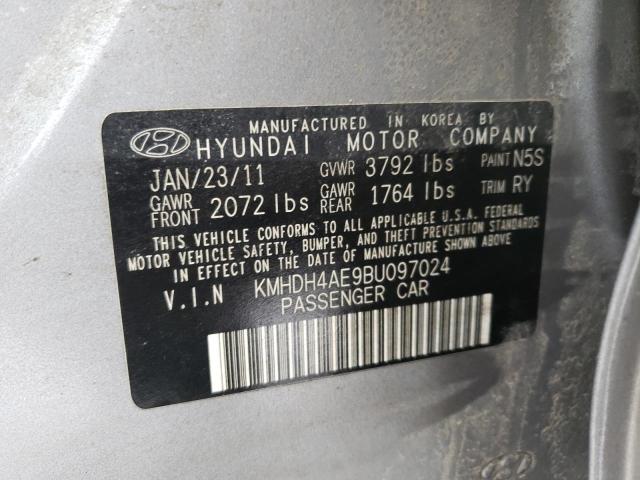 MANUFACTURED IN KOREA BY
HYUNDAI MOTOR COMPANY
JAN/23/11 GVWR 3792 lbs PAINT N5S
GAWR FRONT 2072 lbs GAWR REAR 1764 lbs TRIM RY
THIS VEHICLE CONFORMS TO ALL APPLICABLE U.S.A. FEDERAL
MOTOR VEHICLE SAFETY, BUMPER, AND THEFT PREVENTION STANDARDS
IN EFFECT ON THE DATE OF MANUFACTURE SHOWN ABOVE.
V.I.N KMHDH4AE9BU097024
PASSENGER CAR